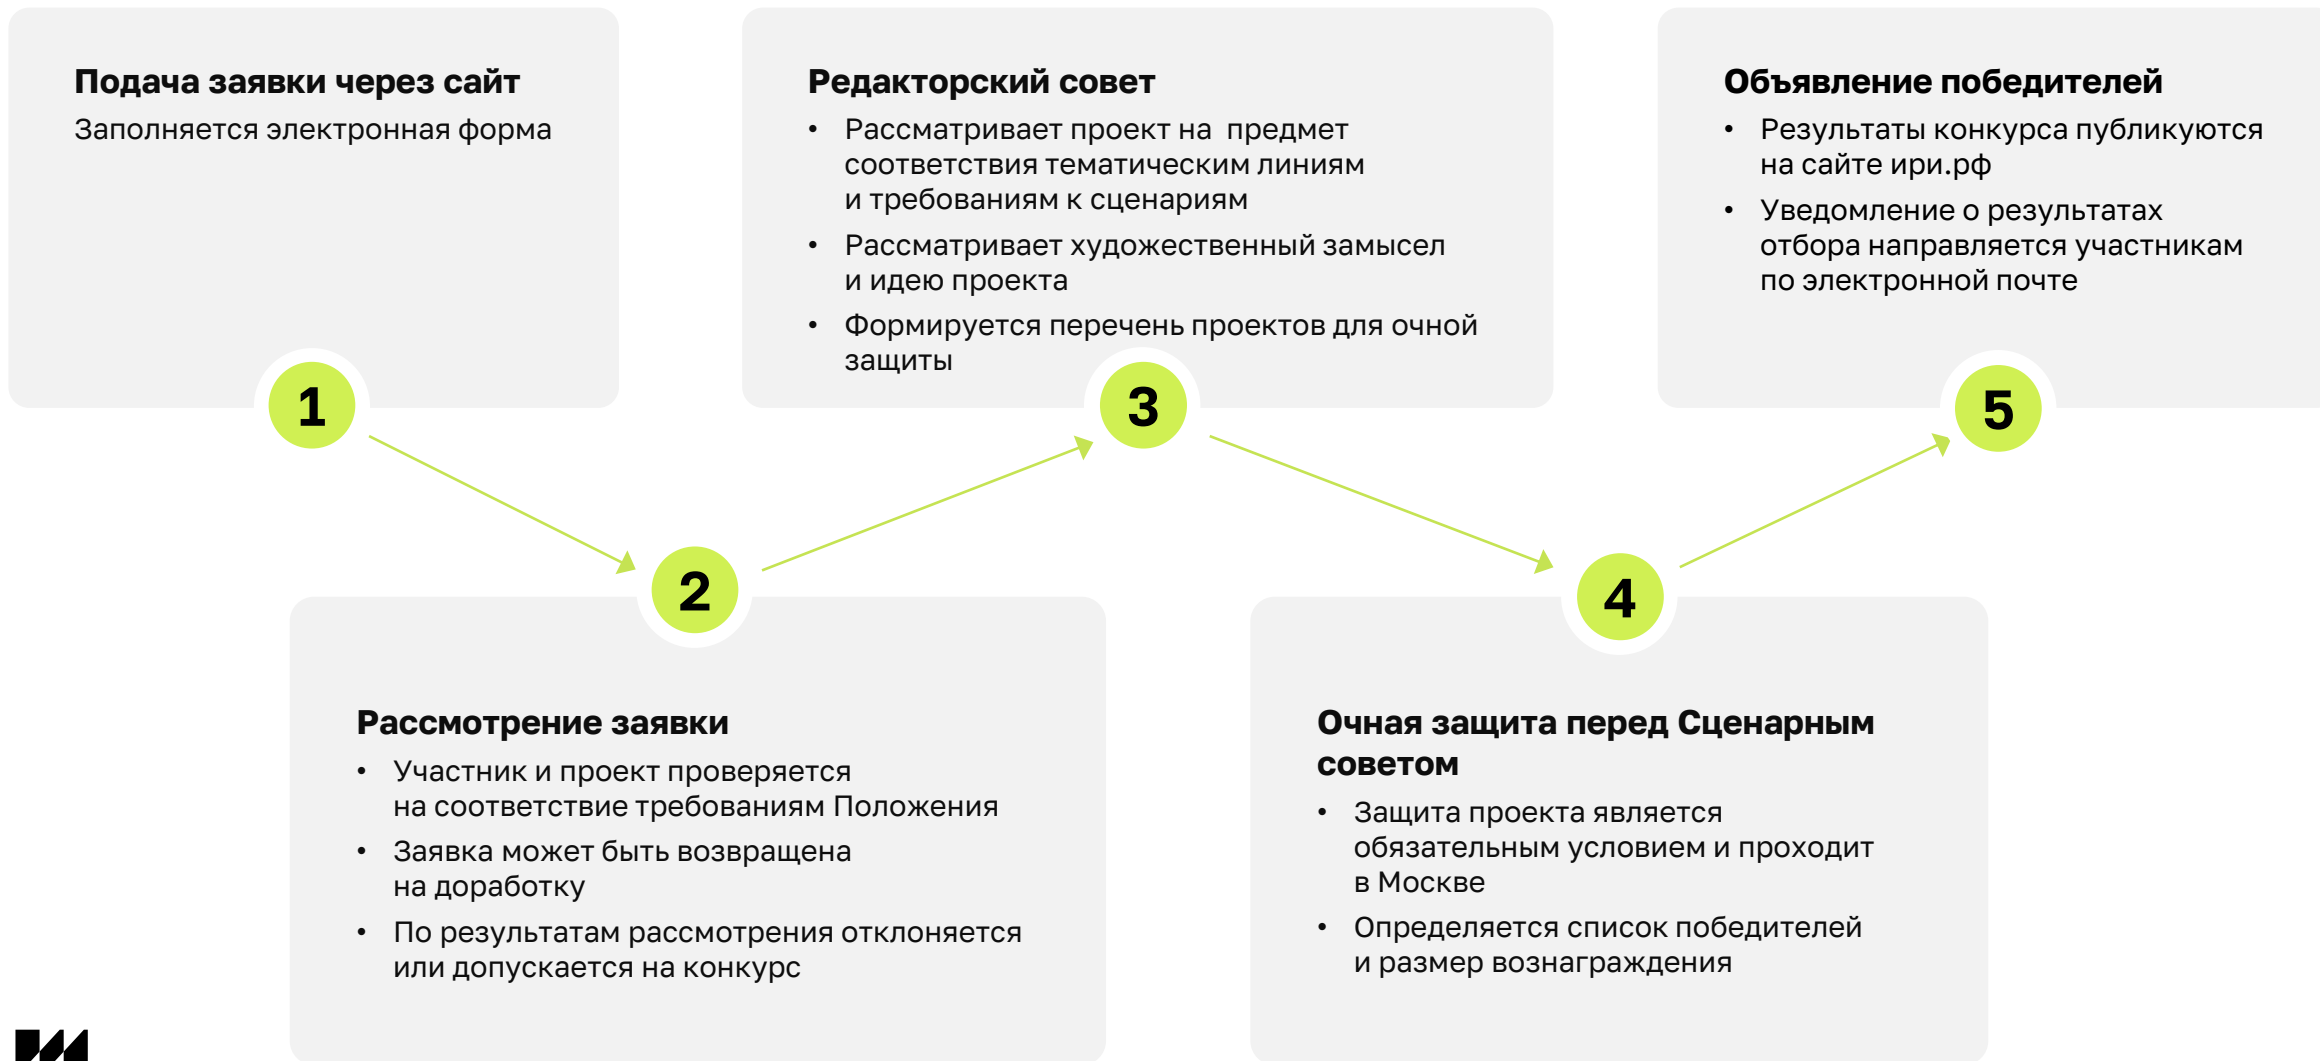 Подача заявки через сайт
Заполняется электронная форма
1
Рассмотрение заявки
• Участник и проект проверяется
на соответствие требованиям Положения
• Заявка может быть возвращена
на доработку
• По результатам рассмотрения отклоняется
или допускается на конкурс
2
Редакторский совет
• Рассматривает проект на предмет
соответствия тематическим линиям
и требованиям к сценариям
• Рассматривает художественный замысел
и идею проекта
• Формируется перечень проектов для очной
защиты
3
Очная защита перед Сценарным
советом
• Защита проекта является
обязательным условием и проходит
в Москве
• Определяется список победителей
и размер вознаграждения
4
Объявление победителей
• Результаты конкурса публикуются
на сайте ири.рф
• Уведомление о результатах
отбора направляется участникам
по электронной почте
5